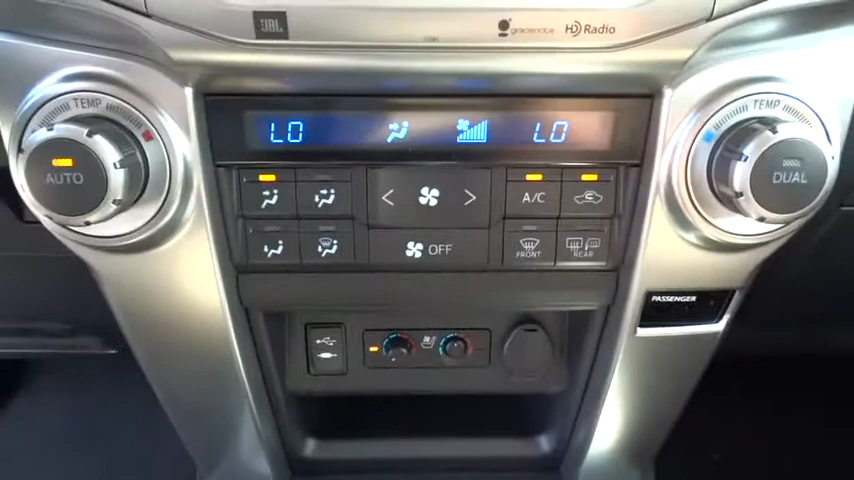 JBL
gracenote
HD Radio
TEMP
TEMP
LO
LO
AUTO
DUAL
A/C
OFF
FRONT
REAR
PASSENGER